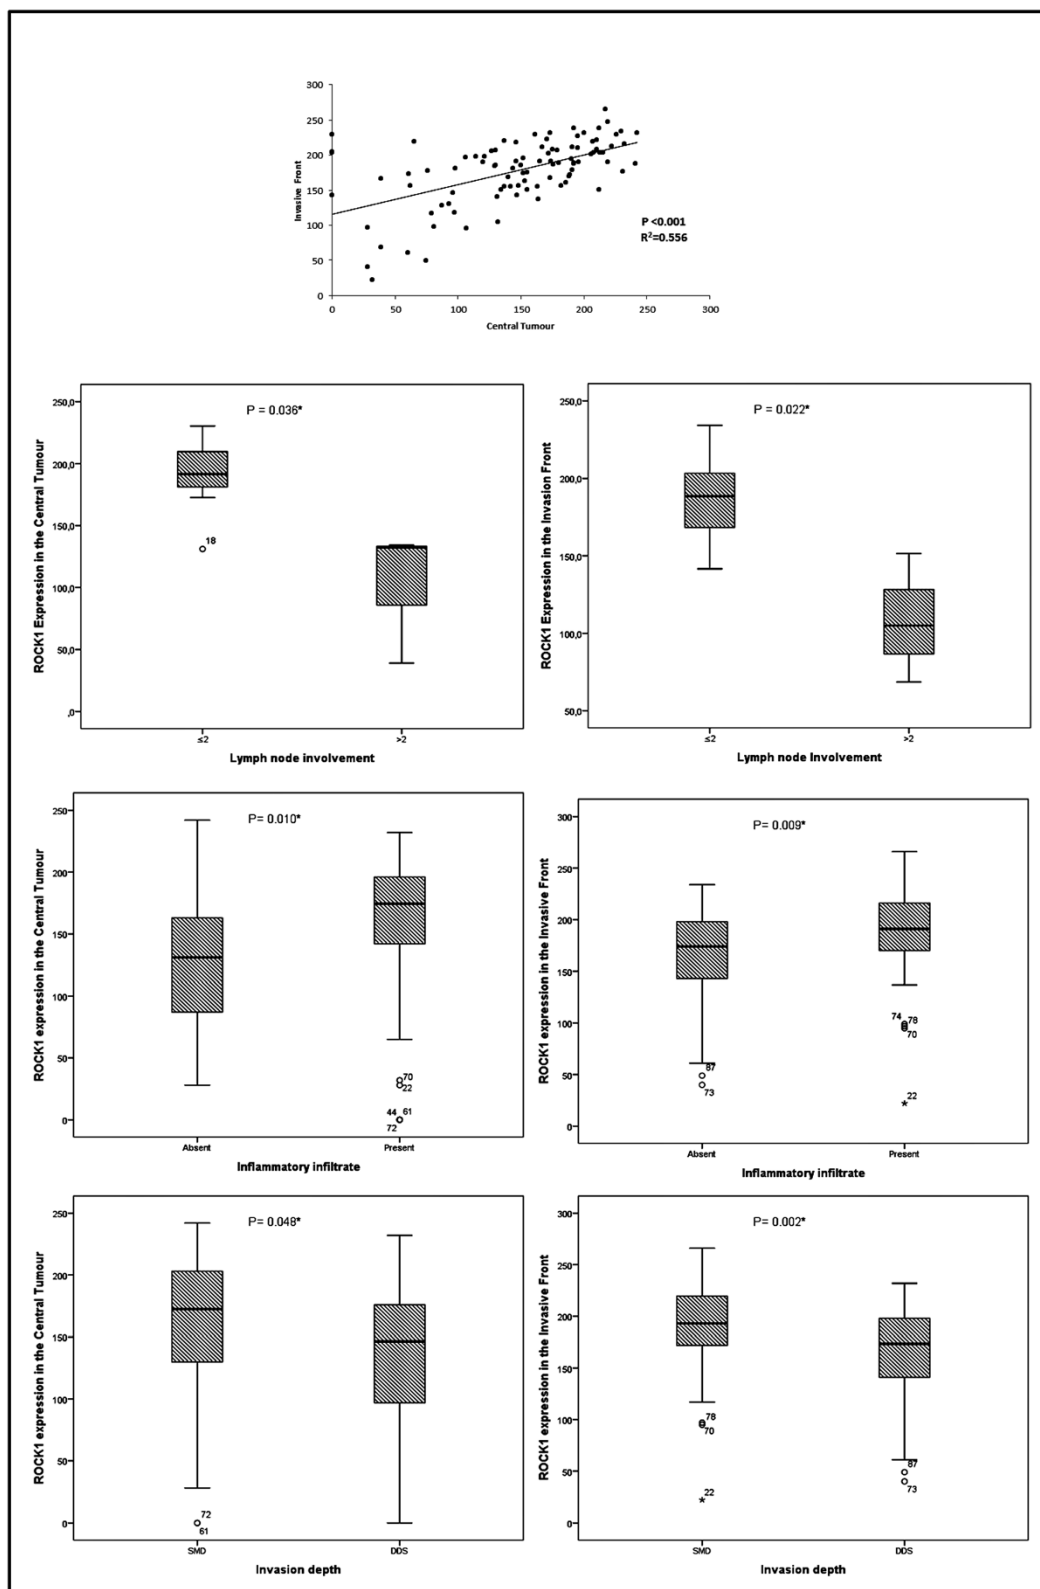 300
250
200
150
100
50
0
Invasive Front
P <0.001
R²=0.556
0 50 100 150 200 250 300
Central Tumour
250,0
200,0
150,0
100,0
50,0
,0
ROCK1 Expression in the Central Tumour
P = 0.036*
18
≤2 >2
Lymph node involvement
250,0
200,0
150,0
100,0
50,0
ROCK1 Expression in the Invasion Front
P = 0.022*
≤2 >2
Lymph node Involvement
250
200
150
100
50
0
ROCK1 expression in the Central Tumour
P= 0.010*
70
22
44 61
72
Absent Present
Inflammatory infiltrate
300
250
200
150
100
50
0
ROCK1 expression in the Invasive Front
P= 0.009*
87
73
74 78
70
22
Absent Present
Inflammatory infiltrate
250
200
150
100
50
0
ROCK1 expression in the Central Tumour
P= 0.048*
72
61
SMD DDS
Invasion depth
300
250
200
150
100
50
0
ROCK1 expression in the Invasive Front
P= 0.002*
78
70
22
87
73
SMD DDS
Invasion depth